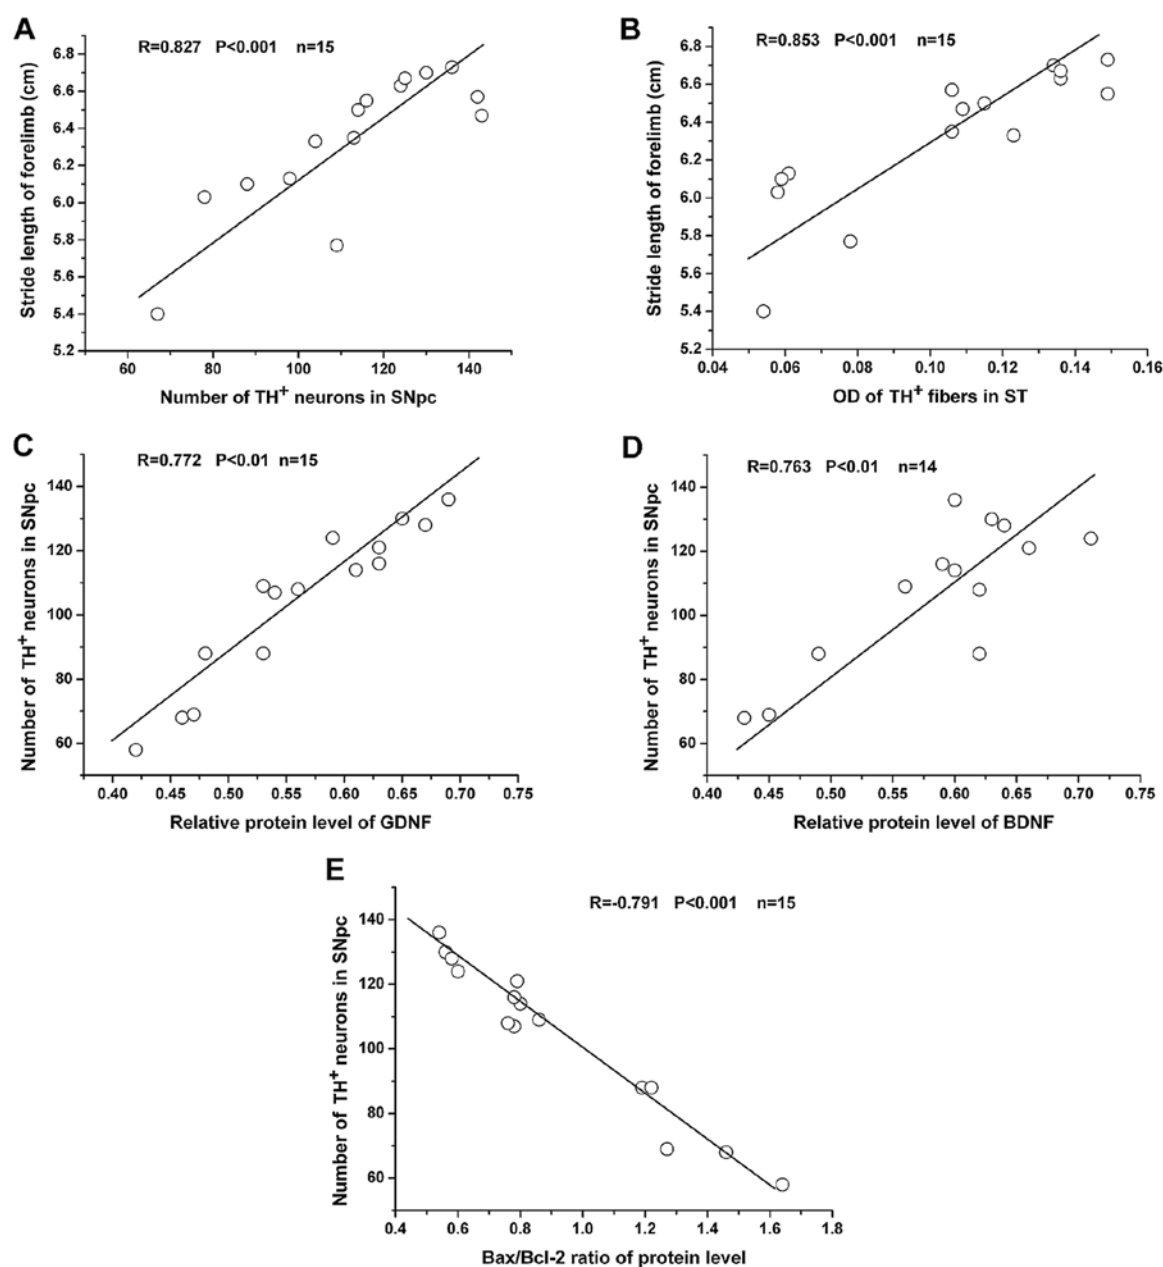 A
R=0.827 P<0.001 n=15
Stride length of forelimb (cm)
6.8
6.6
6.4
6.2
6.0
5.8
5.6
5.4
5.2
60 80 100 120 140
Number of TH+ neurons in SNpc
B
R=0.853 P<0.001 n=15
Stride length of forelimb (cm)
6.8
6.6
6.4
6.2
6.0
5.8
5.6
5.4
5.2
0.04 0.06 0.08 0.10 0.12 0.14 0.16
OD of TH+ fibers in ST
C
R=0.772 P<0.01 n=15
Number of TH+ neurons in SNpc
140
120
100
80
60
0.40 0.45 0.50 0.55 0.60 0.65 0.70 0.75
Relative protein level of GDNF
D
R=0.763 P<0.01 n=14
Number of TH+ neurons in SNpc
140
120
100
80
60
0.40 0.45 0.50 0.55 0.60 0.65 0.70 0.75
Relative protein level of BDNF
E
R=-0.791 P<0.001 n=15
Number of TH+ neurons in SNpc
140
120
100
80
60
0.4 0.6 0.8 1.0 1.2 1.4 1.6 1.8
Bax/Bcl-2 ratio of protein level